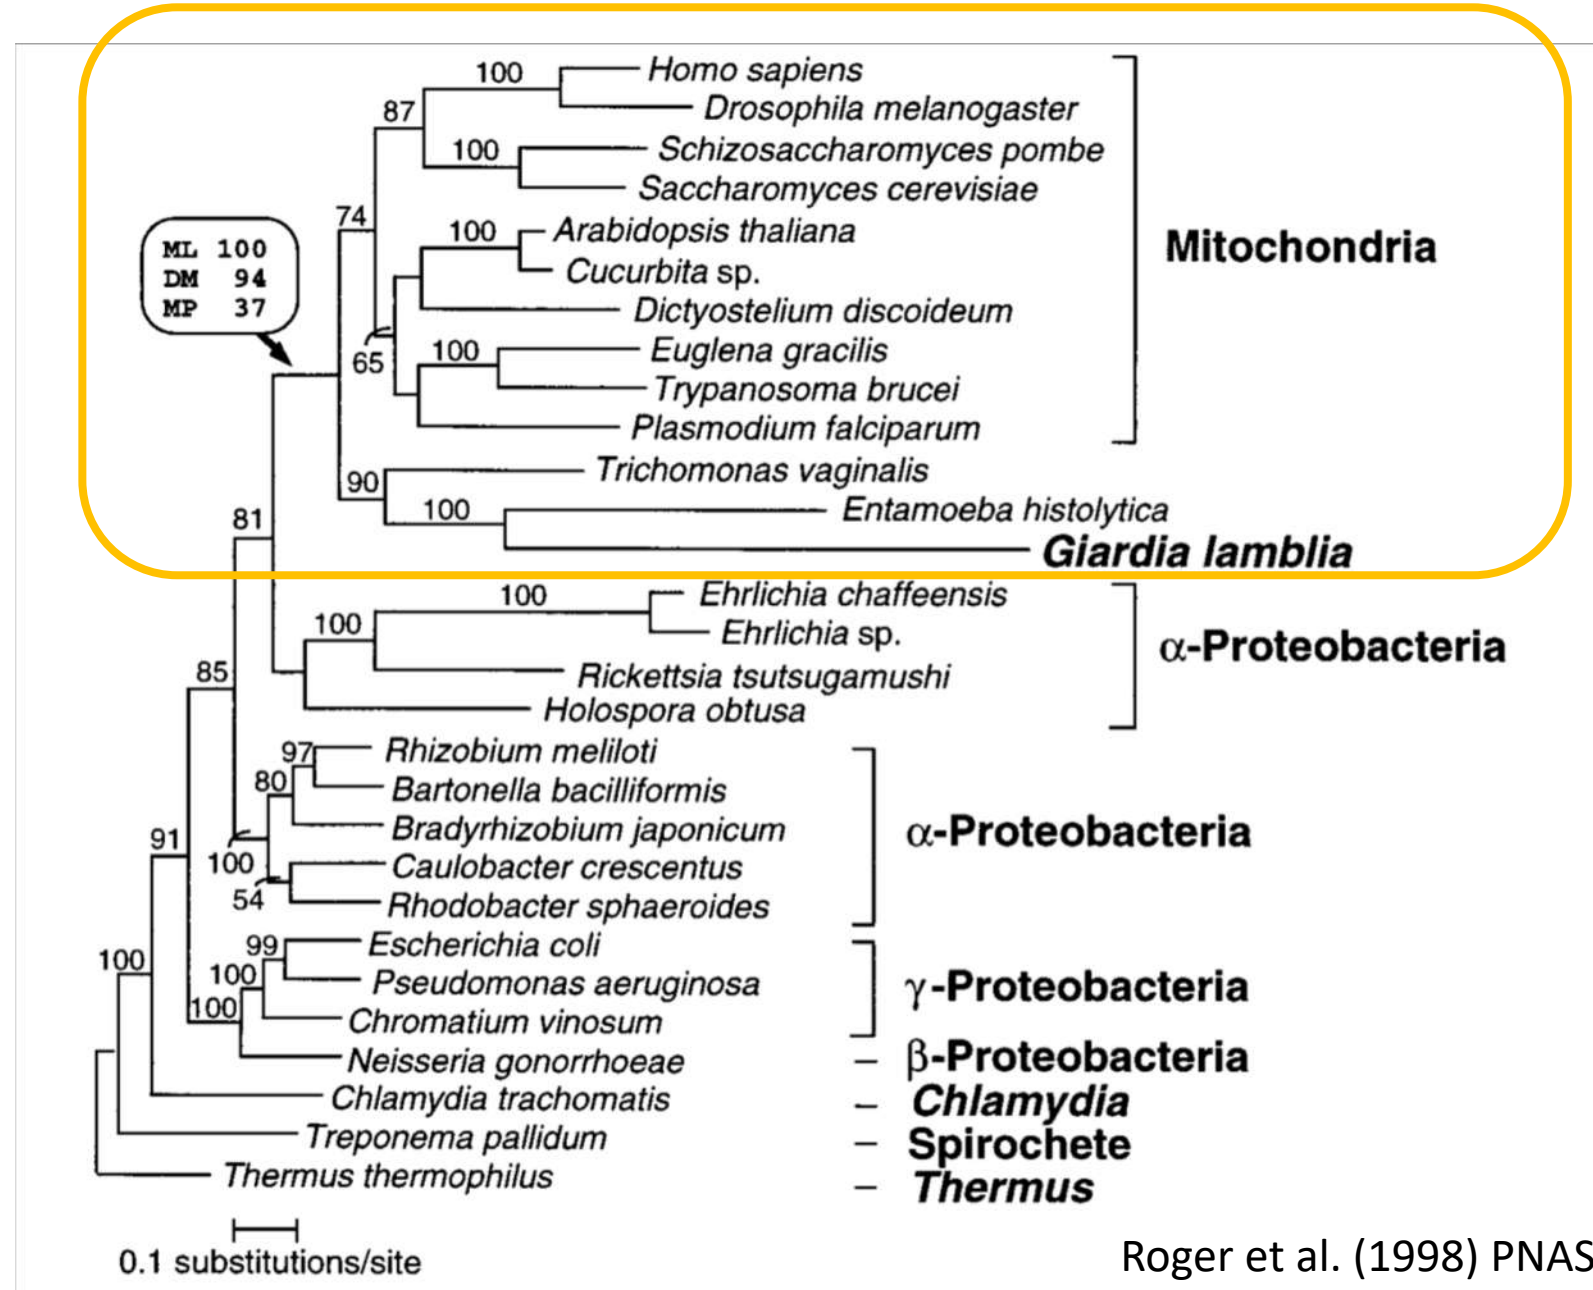 100
Homo sapiens
Drosophila melanogaster
87
100
Schizosaccharomyces pombe
Saccharomyces cerevisiae
74
100
Arabidopsis thaliana
Cucurbita sp.
Mitochondria
ML 100
DM 94
MP 37
Dictyostelium discoideum
65
100
Euglena gracilis
Trypanosoma brucei
Plasmodium falciparum
90
Trichomonas vaginalis
100
Entamoeba histolytica
81
Giardia lamblia
100
Ehrlichia chaffeensis
100
Ehrlichia sp.
α-Proteobacteria
85
Rickettsia tsutsugamushi
Holospora obtusa
97
Rhizobium meliloti
80
Bartonella bacilliformis
91
Bradyrhizobium japonicum
α-Proteobacteria
100
Caulobacter crescentus
54
Rhodobacter sphaeroides
99
Escherichia coli
100
100
Pseudomonas aeruginosa
γ-Proteobacteria
100
Chromatium vinosum
Neisseria gonorrhoeae
– β-Proteobacteria
Chlamydia trachomatis
– Chlamydia
Treponema pallidum
– Spirochete
Thermus thermophilus
– Thermus
0.1 substitutions/site
Roger et al. (1998) PNAS